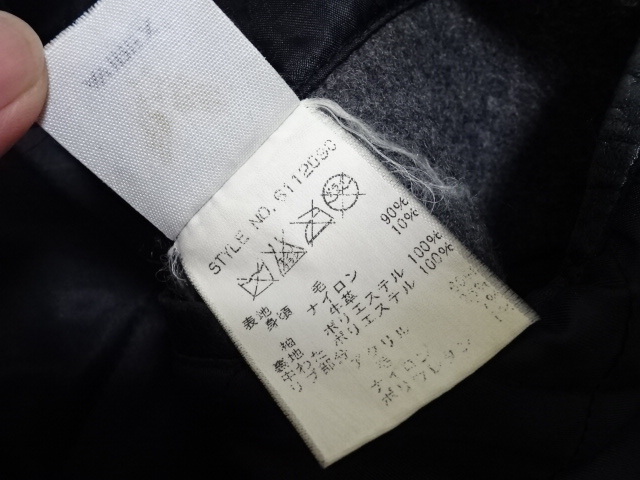 STYLE NO. 6112090
表地
身頃 毛 90%
ナイロン 10%
袖 牛革
裏地 ポリエステル 100%
中わた ポリエステル 100%
リブ部分 アクリル
毛
ナイロン
ポリウレタン